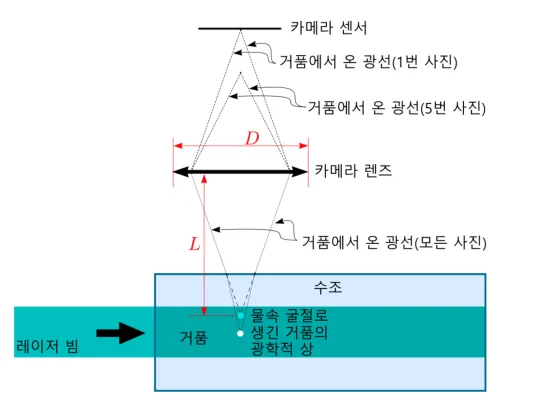 카메라 센서
거품에서 온 광선(1번 사진)
거품에서 온 광선(5번 사진)
D
카메라 렌즈
L
거품에서 온 광선(모든 사진)
수조
물속 굴절로
생긴 거품의
광학적 상
거품
레이저 빔